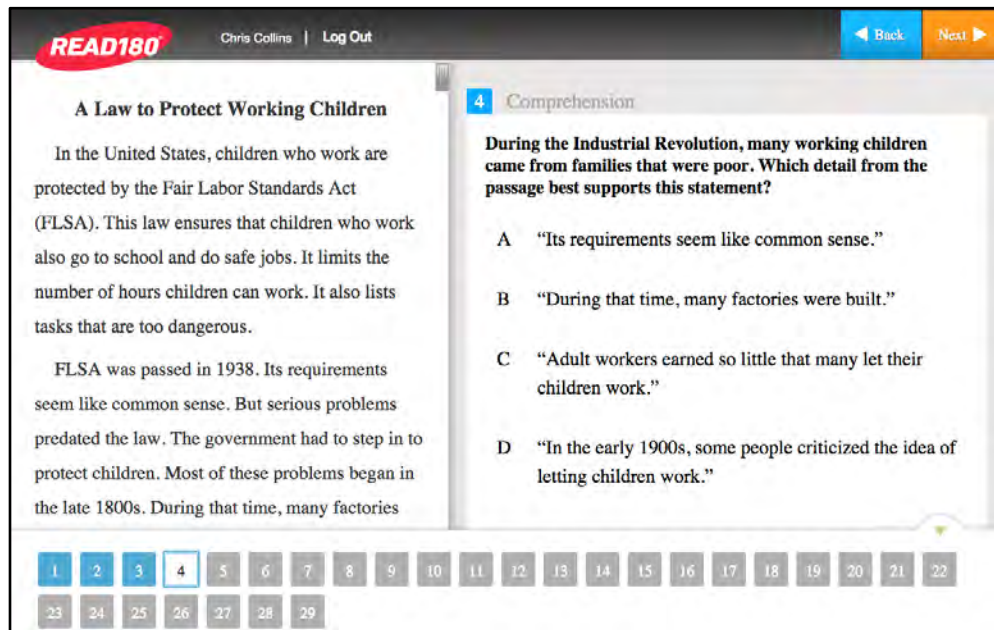 READ180
Chris Collins | Log Out
Back
Next
A Law to Protect Working Children
In the United States, children who work are
protected by the Fair Labor Standards Act
(FLSA). This law ensures that children who work
also go to school and do safe jobs. It limits the
number of hours children can work. It also lists
tasks that are too dangerous.
FLSA was passed in 1938. Its requirements
seem like common sense. But serious problems
predated the law. The government had to step in to
protect children. Most of these problems began in
the late 1800s. During that time, many factories
4 Comprehension
During the Industrial Revolution, many working children
came from families that were poor. Which detail from the
passage best supports this statement?
A “Its requirements seem like common sense.”
B “During that time, many factories were built.”
C “Adult workers earned so little that many let their
children work.”
D “In the early 1900s, some people criticized the idea of
letting children work.”
1 2 3 4 5 6 7 8 9 10 11 12 13 14 15 16 17 18 19 20 21 22
23 24 25 26 27 28 29